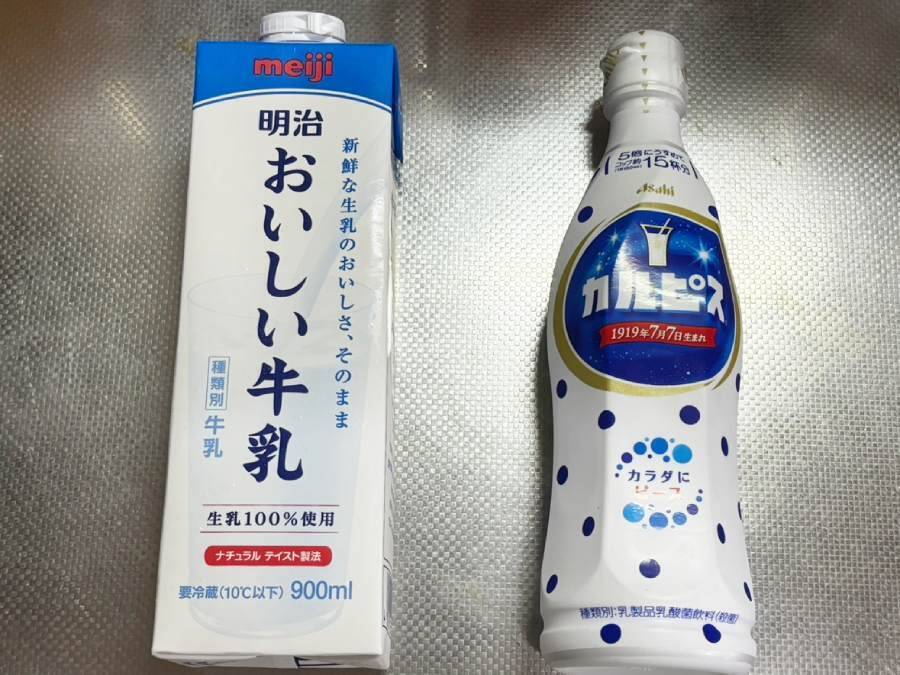 meiji
明治
おいしい牛乳
新鮮な生乳のおいしさ、そのまま
種類別
牛乳
生乳100%使用
ナチュラル テイスト製法
要冷蔵(10℃以下) 900ml
5倍にうすめて
コップ約15杯分
Asahi
カルピス
1919年7月7日生まれ
カラダに
ピース
種類別:乳製品乳酸菌飲料(殺菌)